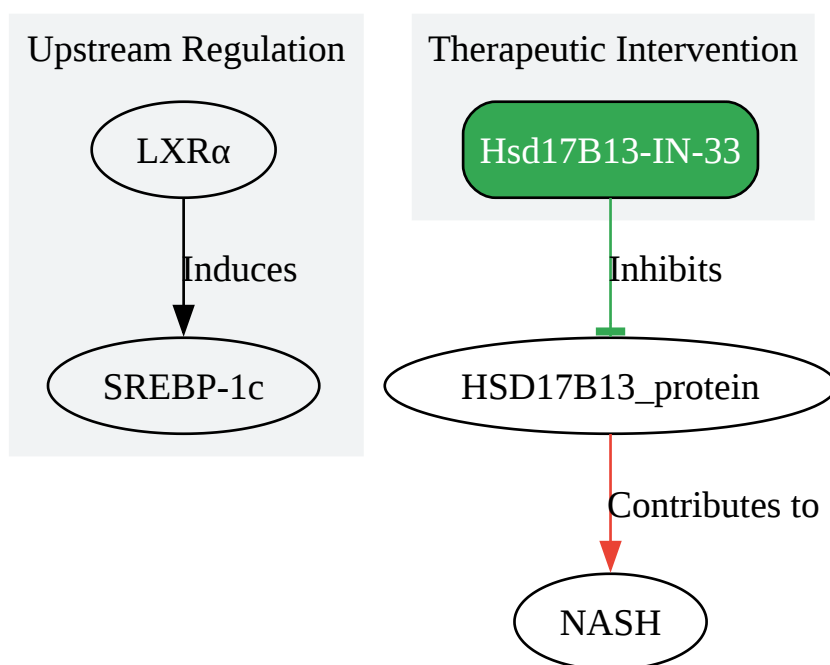 Upstream Regulation
LXRα
Induces
SREBP-1c
Therapeutic Intervention
Hsd17B13-IN-33
Inhibits
HSD17B13_protein
Contributes to
NASH